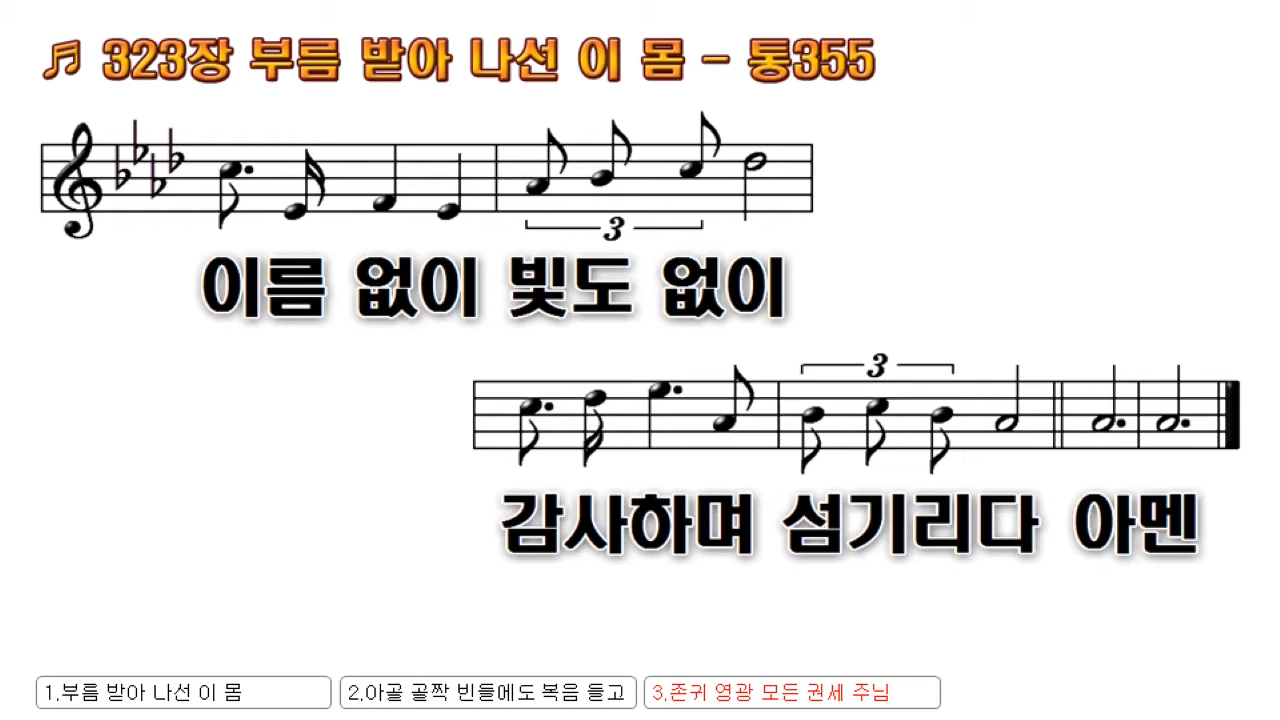 323장 부름 받아 나선 이 몸 - 통355
3
이름 없이 빛도 없이
3
감사하며 섬기리다 아멘
1.부름 받아 나선 이 몸
2.아골 골짝 빈들에도 복음 들고
3.존귀 영광 모든 권세 주님